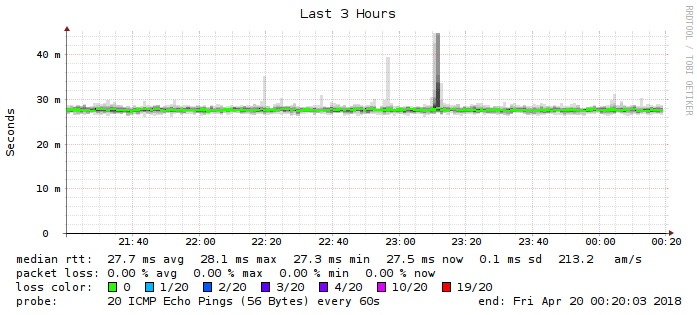 Last 3 Hours
RRDTOOL / TOBI OETIKER
Seconds
40 m
30 m
20 m
10 m
0
21:40 22:00 22:20 22:40 23:00 23:20 23:40 00:00 00:20
median rtt: 27.7 ms avg 28.1 ms max 27.3 ms min 27.5 ms now 0.1 ms sd 213.2 am/s
packet loss: 0.00 % avg 0.00 % max 0.00 % min 0.00 % now
loss color: 0 1/20 2/20 3/20 4/20 10/20 19/20
probe: 20 ICMP Echo Pings (56 Bytes) every 60s end: Fri Apr 20 00:20:03 2018